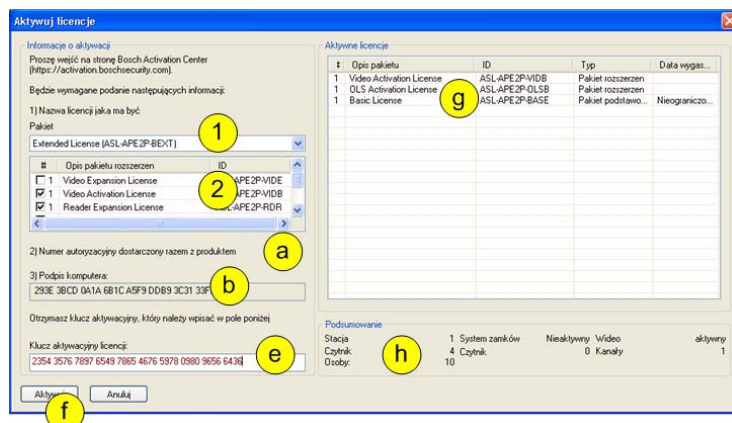 Aktywuj licencje
Informacje o aktywacji
Proszę wejść na stronę Bosch Activation Center
(https://activation.boschsecurity.com).
Będzie wymagane podanie następujących informacji:
1) Nazwa licencji jaka ma być
Pakiet
1
Extended License (ASL-APE2P-BEXT)
# Opis pakietu rozszerzen ID
1 Video Expansion License APE2P-VIDE
1 Video Activation License APE2P-VIDB
1 Reader Expansion License ASL-APE2P-RDR
2
2) Numer autoryzacyjny dostarczony razem z produktem
a
3) Podpis komputera:
293E 3BCD 0A1A 6B1C A5F9 DDB9 3C31 33F
b
Otrzymasz klucz aktywacyjny, który należy wpisać w pole poniżej
Klucz aktywacyjny licencji:
2354 3576 7897 6549 7865 4676 5978 0980 9656 6436
e
Anuluj
f
Aktywne licencje
Opis pakietu ID Typ Data wygas...
1 Video Activation License ASL-APE2P-VIDB Pakiet rozszerzen
1 OLS Activation License ASL-APE2P-OLSB Pakiet rozszerzen
1 Basic License ASL-APE2P-BASE Pakiet podstawo... Nieograniczo...
g
Podsumowanie
Stacja 1 System zamków Nieaktywny Wideo aktywny
Czytnik 4 Czytnik 0 Kanały 1
Osoby: 10
h